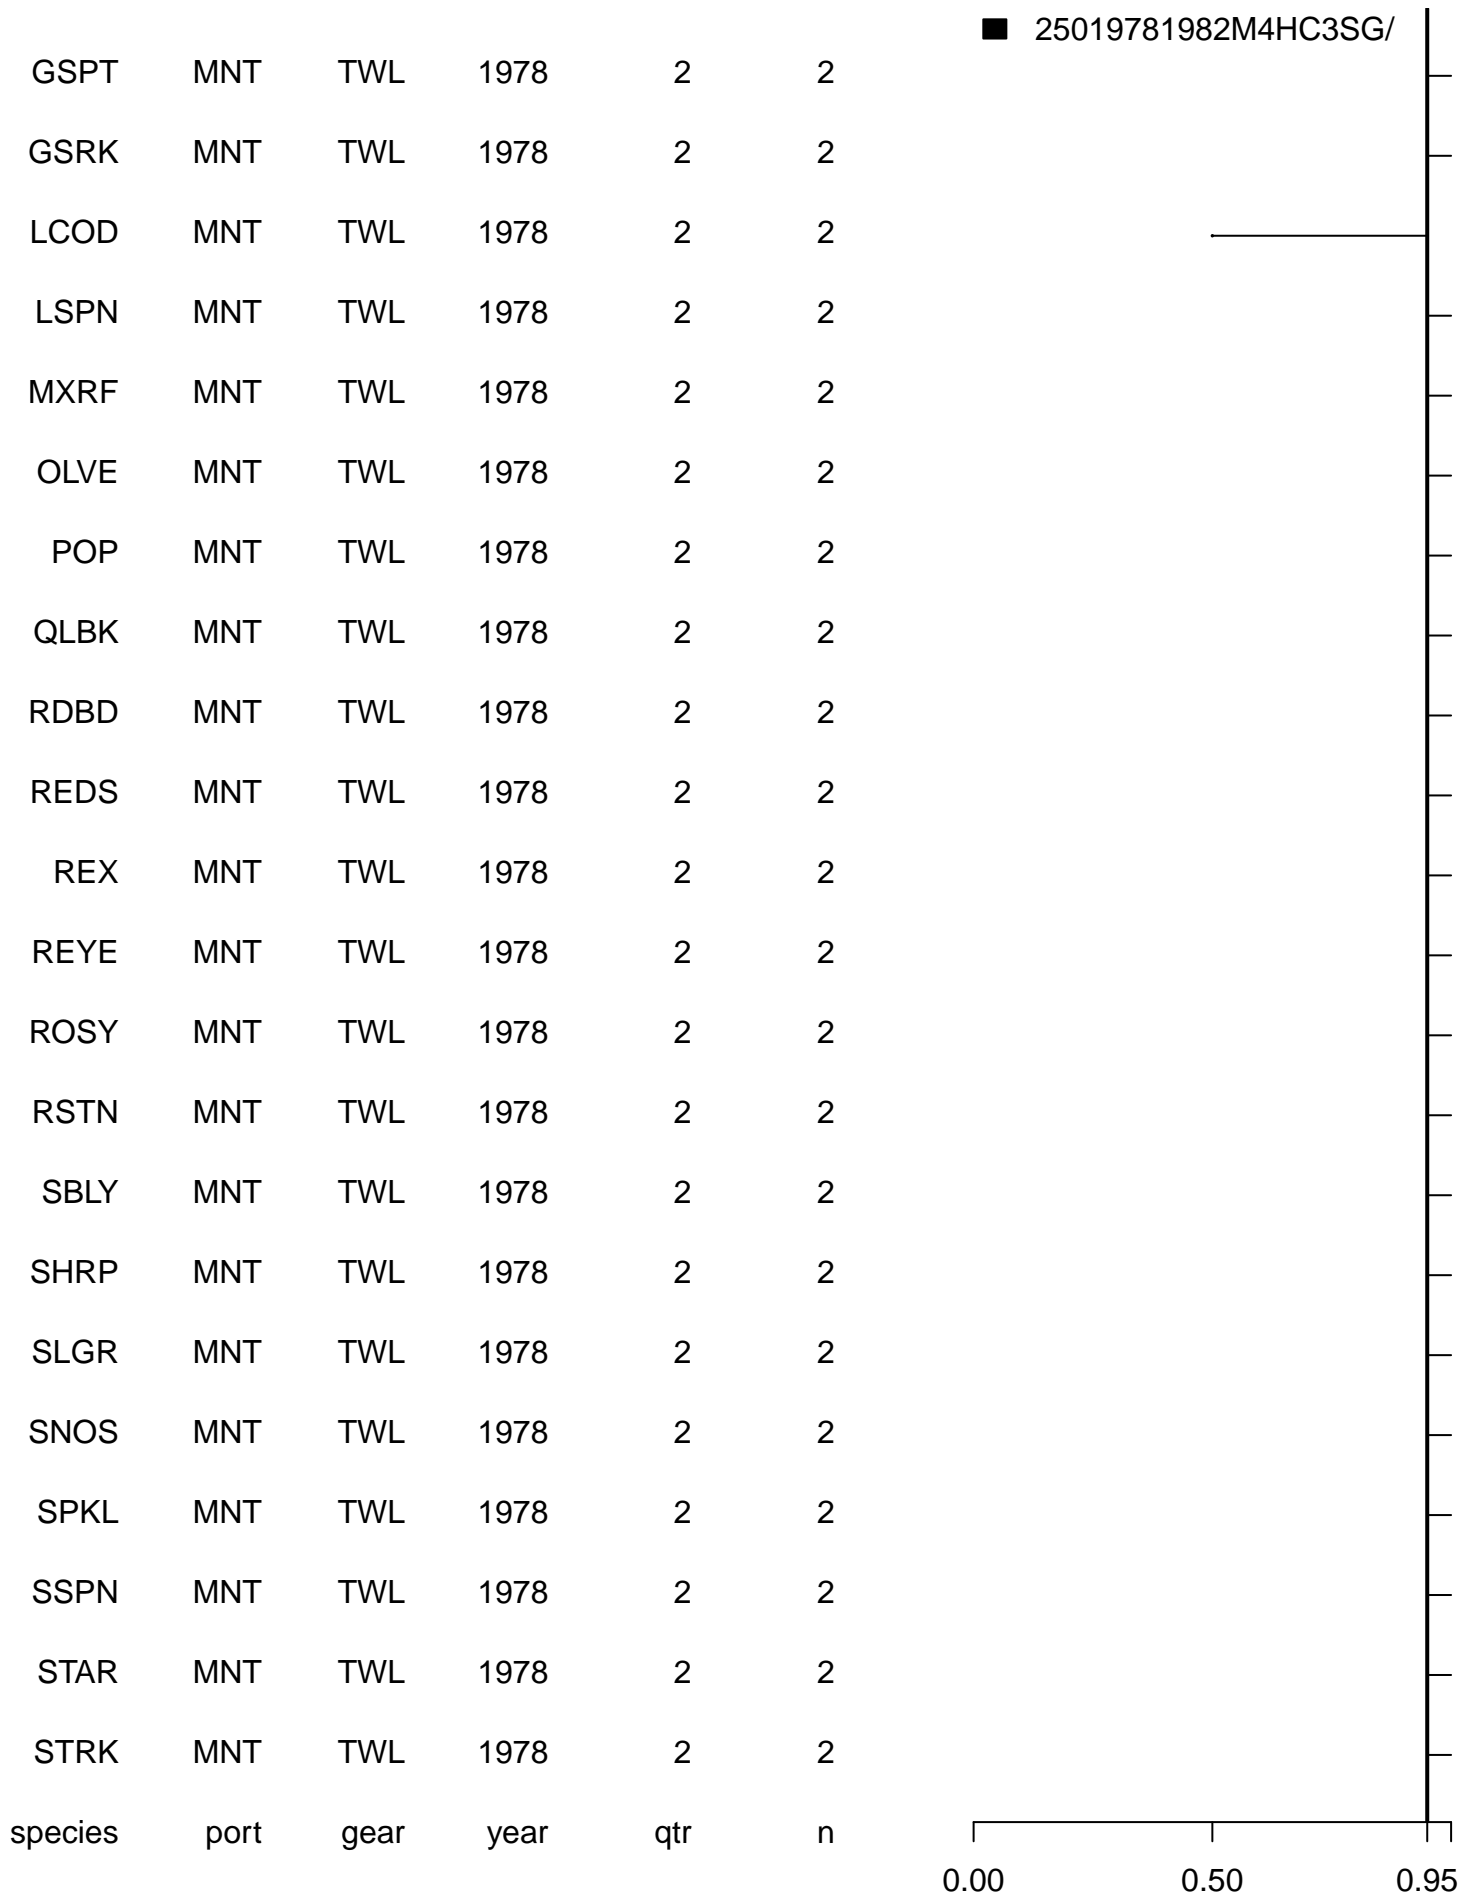 25019781982M4HC3SG/
GSPT MNT TWL 1978 2 2
GSRK MNT TWL 1978 2 2
LCOD MNT TWL 1978 2 2
LSPN MNT TWL 1978 2 2
MXRF MNT TWL 1978 2 2
OLVE MNT TWL 1978 2 2
POP MNT TWL 1978 2 2
QLBK MNT TWL 1978 2 2
RDBD MNT TWL 1978 2 2
REDS MNT TWL 1978 2 2
REX MNT TWL 1978 2 2
REYE MNT TWL 1978 2 2
ROSY MNT TWL 1978 2 2
RSTN MNT TWL 1978 2 2
SBLY MNT TWL 1978 2 2
SHRP MNT TWL 1978 2 2
SLGR MNT TWL 1978 2 2
SNOS MNT TWL 1978 2 2
SPKL MNT TWL 1978 2 2
SSPN MNT TWL 1978 2 2
STAR MNT TWL 1978 2 2
STRK MNT TWL 1978 2 2
species port gear year qtr n
0.00 0.50 0.95